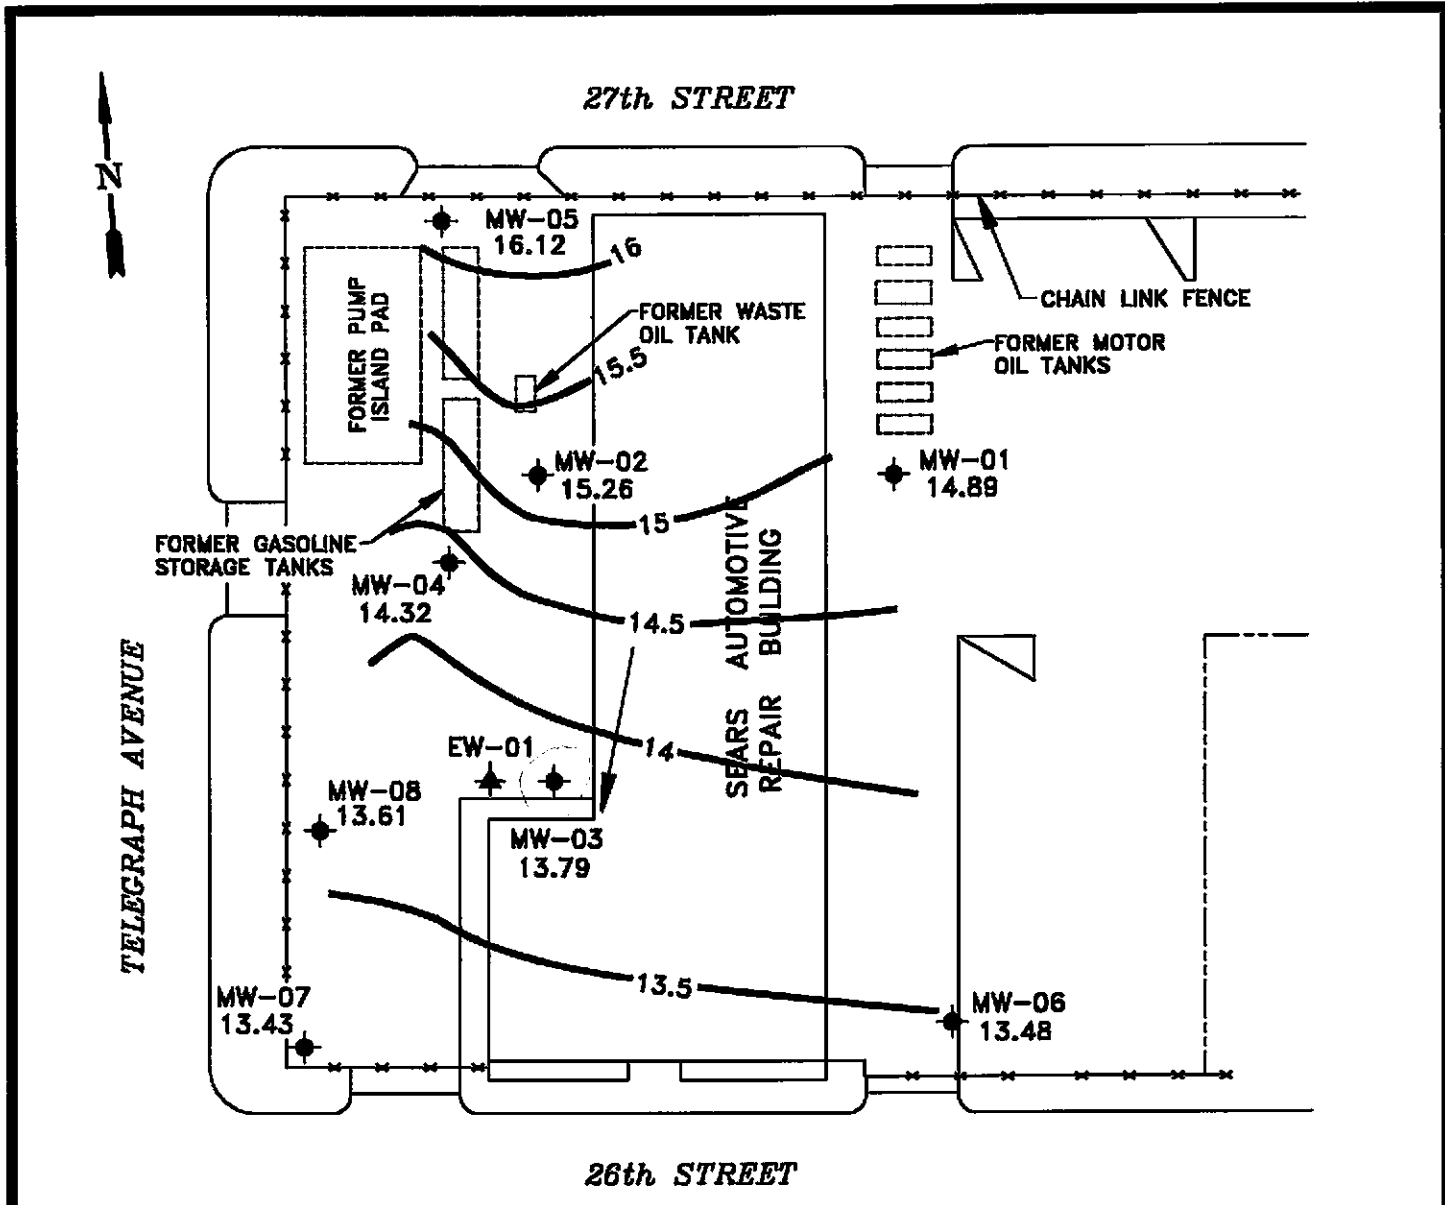 27th STREET
N
MW-05
16.12
16
FORMER PUMP
ISLAND PAD
FORMER WASTE
OIL TANK
15.5
CHAIN LINK FENCE
FORMER MOTOR
OIL TANKS
MW-02
15.26
MW-01
14.89
15
FORMER GASOLINE
STORAGE TANKS
MW-04
14.32
14.5
SEARS AUTOMOTIVE
REPAIR BUILDING
TELEGRAPH AVENUE
14
EW-01
MW-08
13.61
MW-03
13.79
13.5
MW-07
13.43
MW-06
13.48
26th STREET